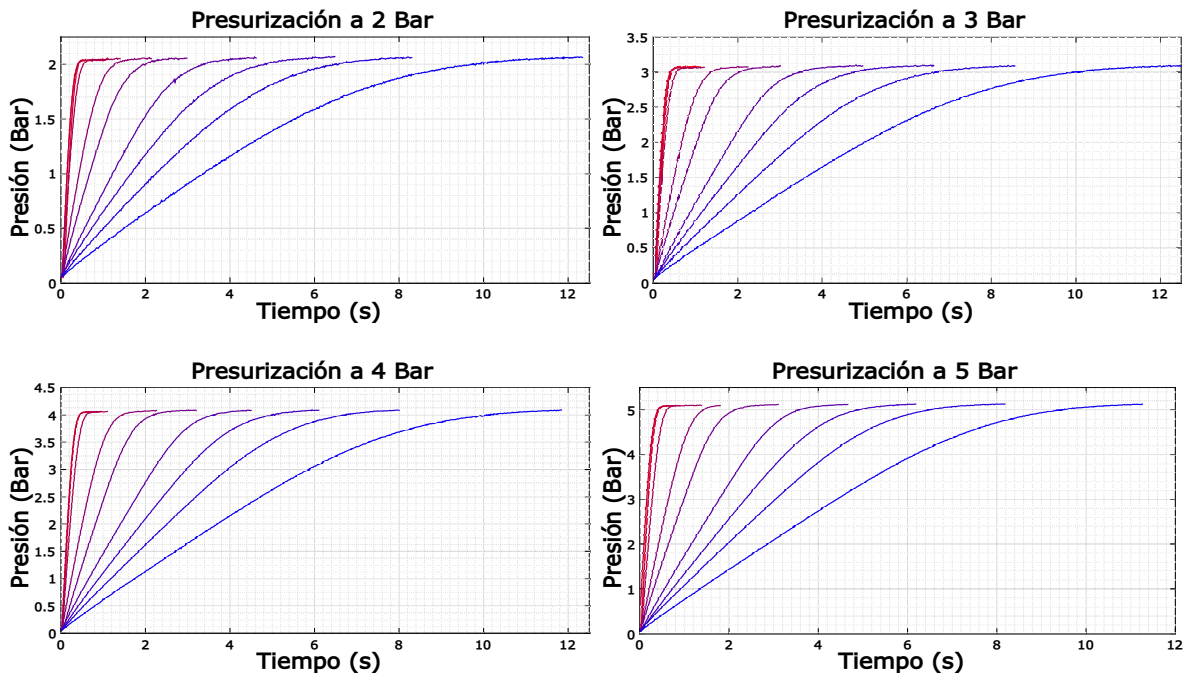 Presurización a 2 Bar
Presión (Bar)
2
1.5
1
0.5
0
0 2 4 6 8 10 12
Tiempo (s)
Presurización a 3 Bar
Presión (Bar)
3.5
3
2.5
2
1.5
1
0.5
0
0 2 4 6 8 10 12
Tiempo (s)
Presurización a 4 Bar
Presión (Bar)
4.5
4
3.5
3
2.5
2
1.5
1
0.5
0
0 2 4 6 8 10 12
Tiempo (s)
Presurización a 5 Bar
Presión (Bar)
5
4
3
2
1
0
0 2 4 6 8 10 12
Tiempo (s)